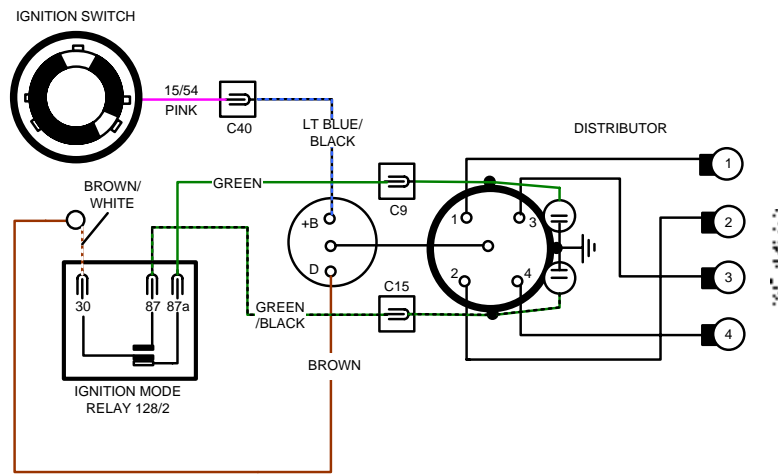 IGNITION SWITCH
15/54
PINK
C40
LT BLUE/
BLACK
DISTRIBUTOR
BROWN/
WHITE
GREEN
C9
+B
D
1
3
2
4
1
2
3
4
30
87
87a
GREEN
/BLACK
C15
BROWN
IGNITION MODE
RELAY 128/2